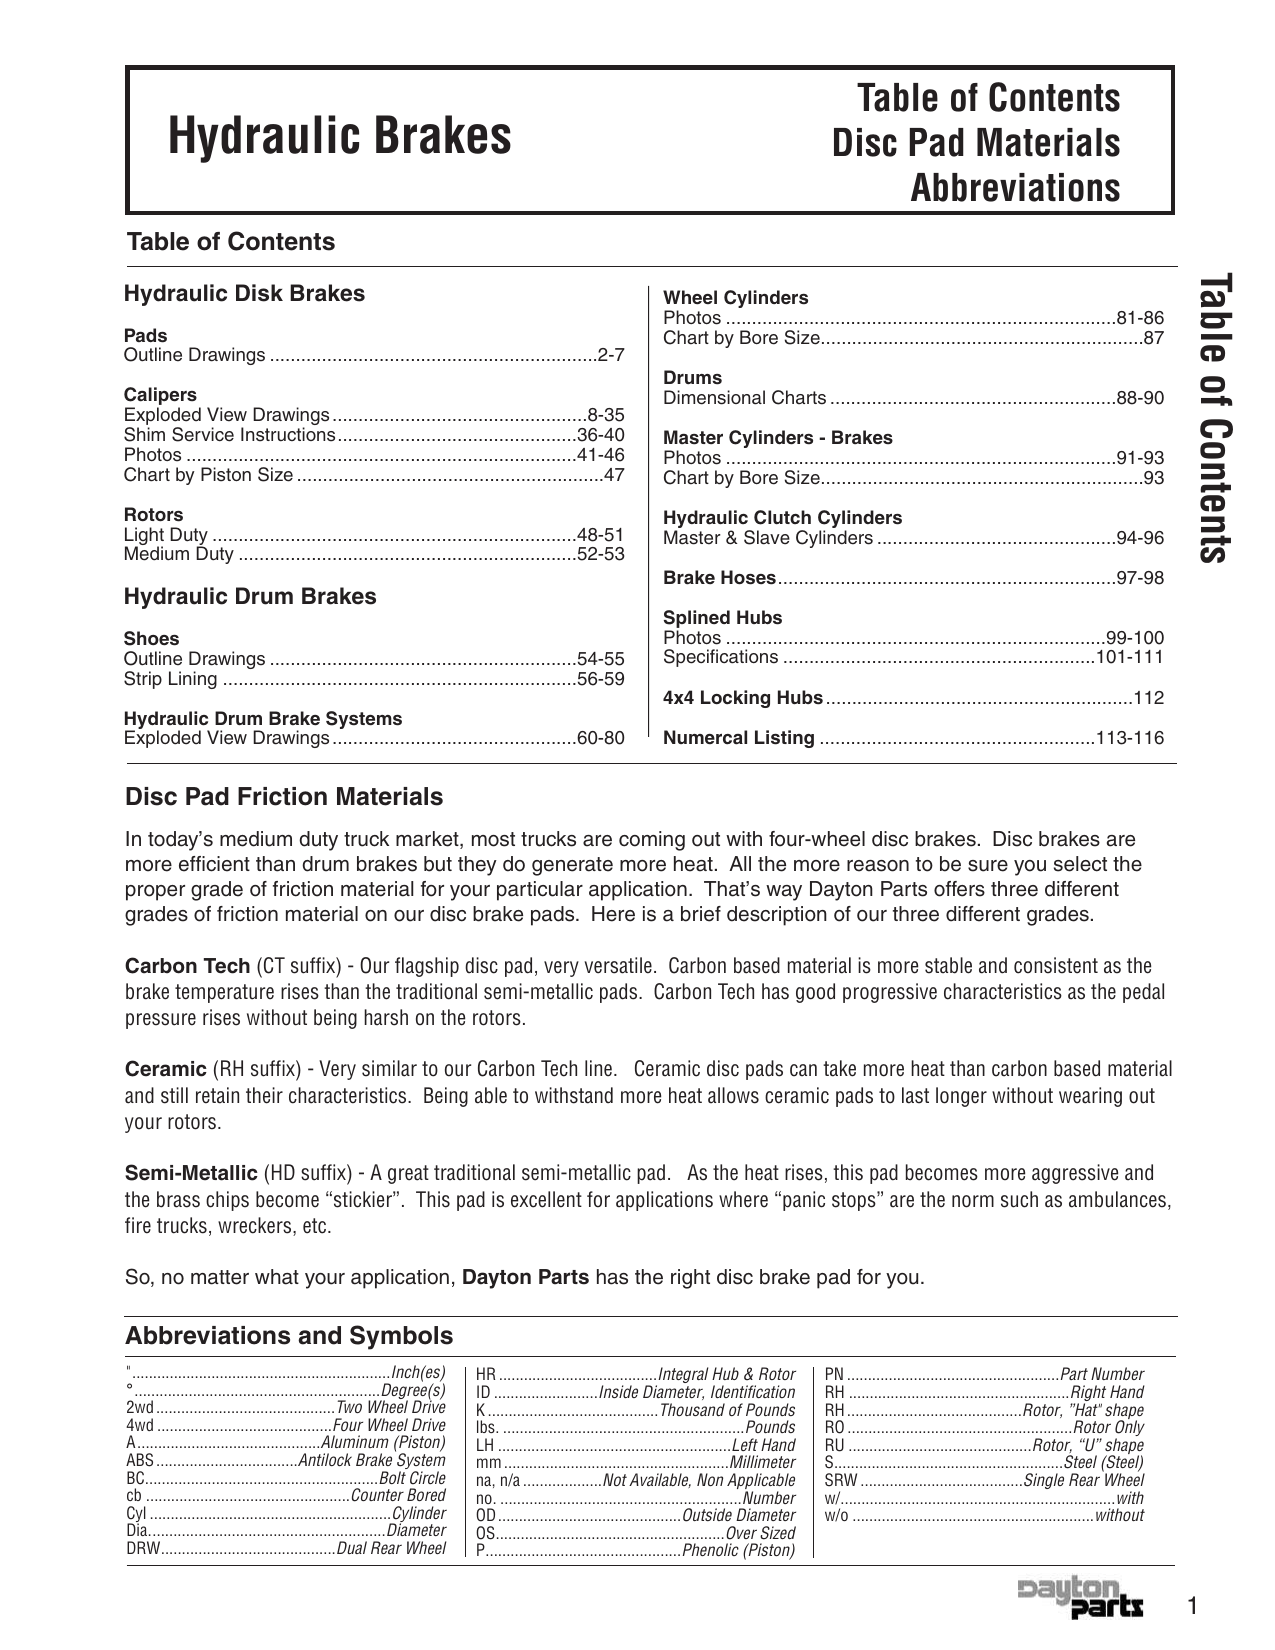 Hydraulic Brakes
Table of Contents
Disc Pad Materials
Abbreviations
Table of Contents
Hydraulic Disk Brakes
Pads
Outline Drawings ...............................................................2-7
Calipers
Exploded View Drawings.................................................8-35
Shim Service Instructions..............................................36-40
Photos ...........................................................................41-46
Chart by Piston Size ...........................................................47
Rotors
Light Duty ......................................................................48-51
Medium Duty .................................................................52-53
Hydraulic Drum Brakes
Shoes
Outline Drawings ...........................................................54-55
Strip Lining ....................................................................56-59
Hydraulic Drum Brake Systems
Exploded View Drawings...............................................60-80
Wheel Cylinders
Photos ...........................................................................81-86
Chart by Bore Size..............................................................87
Drums
Dimensional Charts .......................................................88-90
Master Cylinders - Brakes
Photos ...........................................................................91-93
Chart by Bore Size..............................................................93
Hydraulic Clutch Cylinders
Master & Slave Cylinders ..............................................94-96
Brake Hoses.................................................................97-98
Splined Hubs
Photos .........................................................................99-100
Specifications ............................................................101-111
4x4 Locking Hubs...........................................................112
Numercal Listing .....................................................113-116
Table of Contents
Disc Pad Friction Materials
In today's medium duty truck market, most trucks are coming out with four-wheel disc brakes.  Disc brakes are
more efficient than drum brakes but they do generate more heat.  All the more reason to be sure you select the
proper grade of friction material for your particular application.  That's way Dayton Parts offers three different
grades of friction material on our disc brake pads.  Here is a brief description of our three different grades.
Carbon Tech (CT suffix) - Our flagship disc pad, very versatile.  Carbon based material is more stable and consistent as the
brake temperature rises than the traditional semi-metallic pads.  Carbon Tech has good progressive characteristics as the pedal
pressure rises without being harsh on the rotors.
Ceramic (RH suffix) - Very similar to our Carbon Tech line.   Ceramic disc pads can take more heat than carbon based material
and still retain their characteristics.  Being able to withstand more heat allows ceramic pads to last longer without wearing out
your rotors.
Semi-Metallic (HD suffix) - A great traditional semi-metallic pad.   As the heat rises, this pad becomes more aggressive and
the brass chips become “stickier”.  This pad is excellent for applications where “panic stops” are the norm such as ambulances,
fire trucks, wreckers, etc.
So, no matter what your application, Dayton Parts has the right disc brake pad for you.
Abbreviations and Symbols
"..............................................................Inch(es)
°...........................................................Degree(s)
2wd...........................................Two Wheel Drive
4wd ..........................................Four Wheel Drive
A............................................Aluminum (Piston)
ABS..................................Antilock Brake System
BC........................................................Bolt Circle
cb .................................................Counter Bored
Cyl ..........................................................Cylinder
Dia.........................................................Diameter
DRW..........................................Dual Rear Wheel
HR ......................................Integral Hub & Rotor
ID .........................Inside Diameter, Identification
K.........................................Thousand of Pounds
lbs. ..........................................................Pounds
LH ........................................................Left Hand
mm......................................................Millimeter
na, n/a ...................Not Available, Non Applicable
no. ..........................................................Number
OD............................................Outside Diameter
OS.......................................................Over Sized
P...............................................Phenolic (Piston)
PN ...................................................Part Number
RH .....................................................Right Hand
RH..........................................Rotor, ”Hat" shape
RO......................................................Rotor Only
RU ............................................Rotor, “U” shape
S.......................................................Steel (Steel)
SRW .......................................Single Rear Wheel
w/..................................................................with
w/o ..........................................................without
Dayton
parts
1